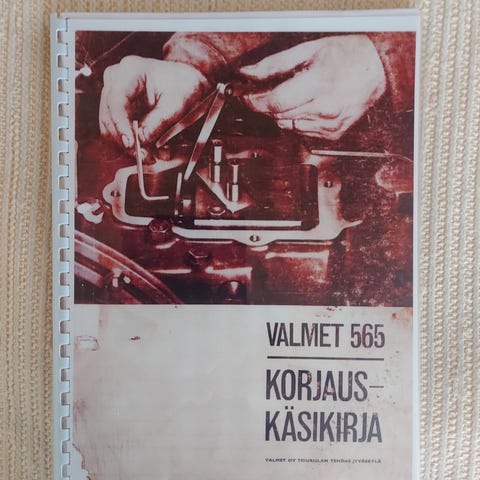 VALMET 565
KORJAUS-
KÄSIKIRJA
VALMET OY TOURULAN TEHDAS JYVÄSKYLÄ